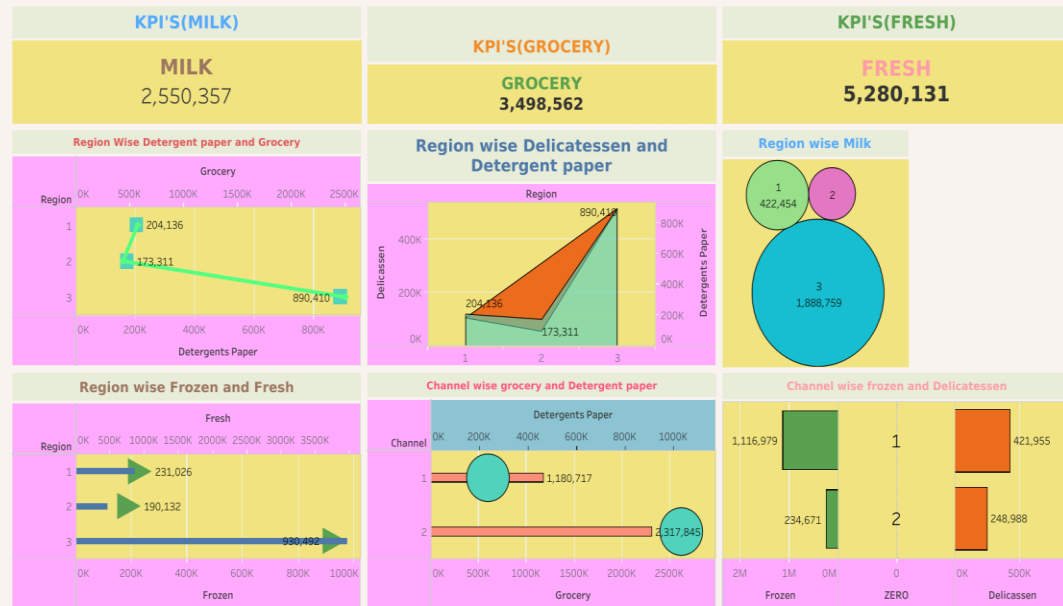 KPI'S(MILK)
MILK
2,550,357
KPI'S(GROCERY)
GROCERY
3,498,562
KPI'S(FRESH)
FRESH
5,280,131
Region Wise Detergent paper and Grocery
Grocery
Region 0K 500K 1000K 1500K 2000K 2500K
1 204,136
2 173,311
3 890,410
0K 200K 400K 600K 800K
Detergents Paper
Region wise Delicatessen and
Detergent paper
Region
890,410
400K 800K
600K
Delicassen
Detergents Paper
200K 400K
204,136
200K
173,311
0K 0K
1 2 3
Region wise Milk
1
422,454
2
3
1,888,759
Region wise Frozen and Fresh
Fresh
Region 0K 500K 1000K 1500K 2000K 2500K 3000K 3500K
1 231,026
2 190,132
3 930,492
0K 200K 400K 600K 800K 1000K
Frozen
Channel wise grocery and Detergent paper
Detergents Paper
Channel 0K 200K 400K 600K 800K 1000K
1 1,180,717
2 2,317,845
0K 500K 1000K 1500K 2000K 2500K
Grocery
Channel wise frozen and Delicatessen
1,116,979 1 421,955
234,671 2 248,988
2M 1M 0M 0 0K 500K
Frozen ZERO Delicassen